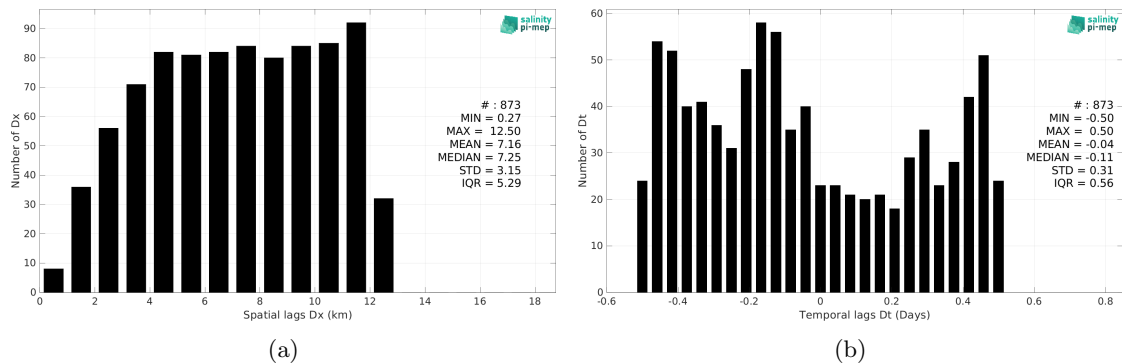 90
80
70
60
50
40
30
20
10
0
Number of Dx
salinity
pi-mep
# : 873
MIN = 0.27
MAX = 12.50
MEAN = 7.16
MEDIAN = 7.25
STD = 3.15
IQR = 5.29
0 2 4 6 8 10 12 14 16 18
Spatial lags Dx (km)
(a)
60
50
40
30
20
10
0
Number of Dt
salinity
pi-mep
# : 873
MIN = -0.50
MAX = 0.50
MEAN = -0.04
MEDIAN = -0.11
STD = 0.31
IQR = 0.56
-0.6 -0.4 -0.2 0 0.2 0.4 0.6 0.8
Temporal lags Dt (Days)
(b)